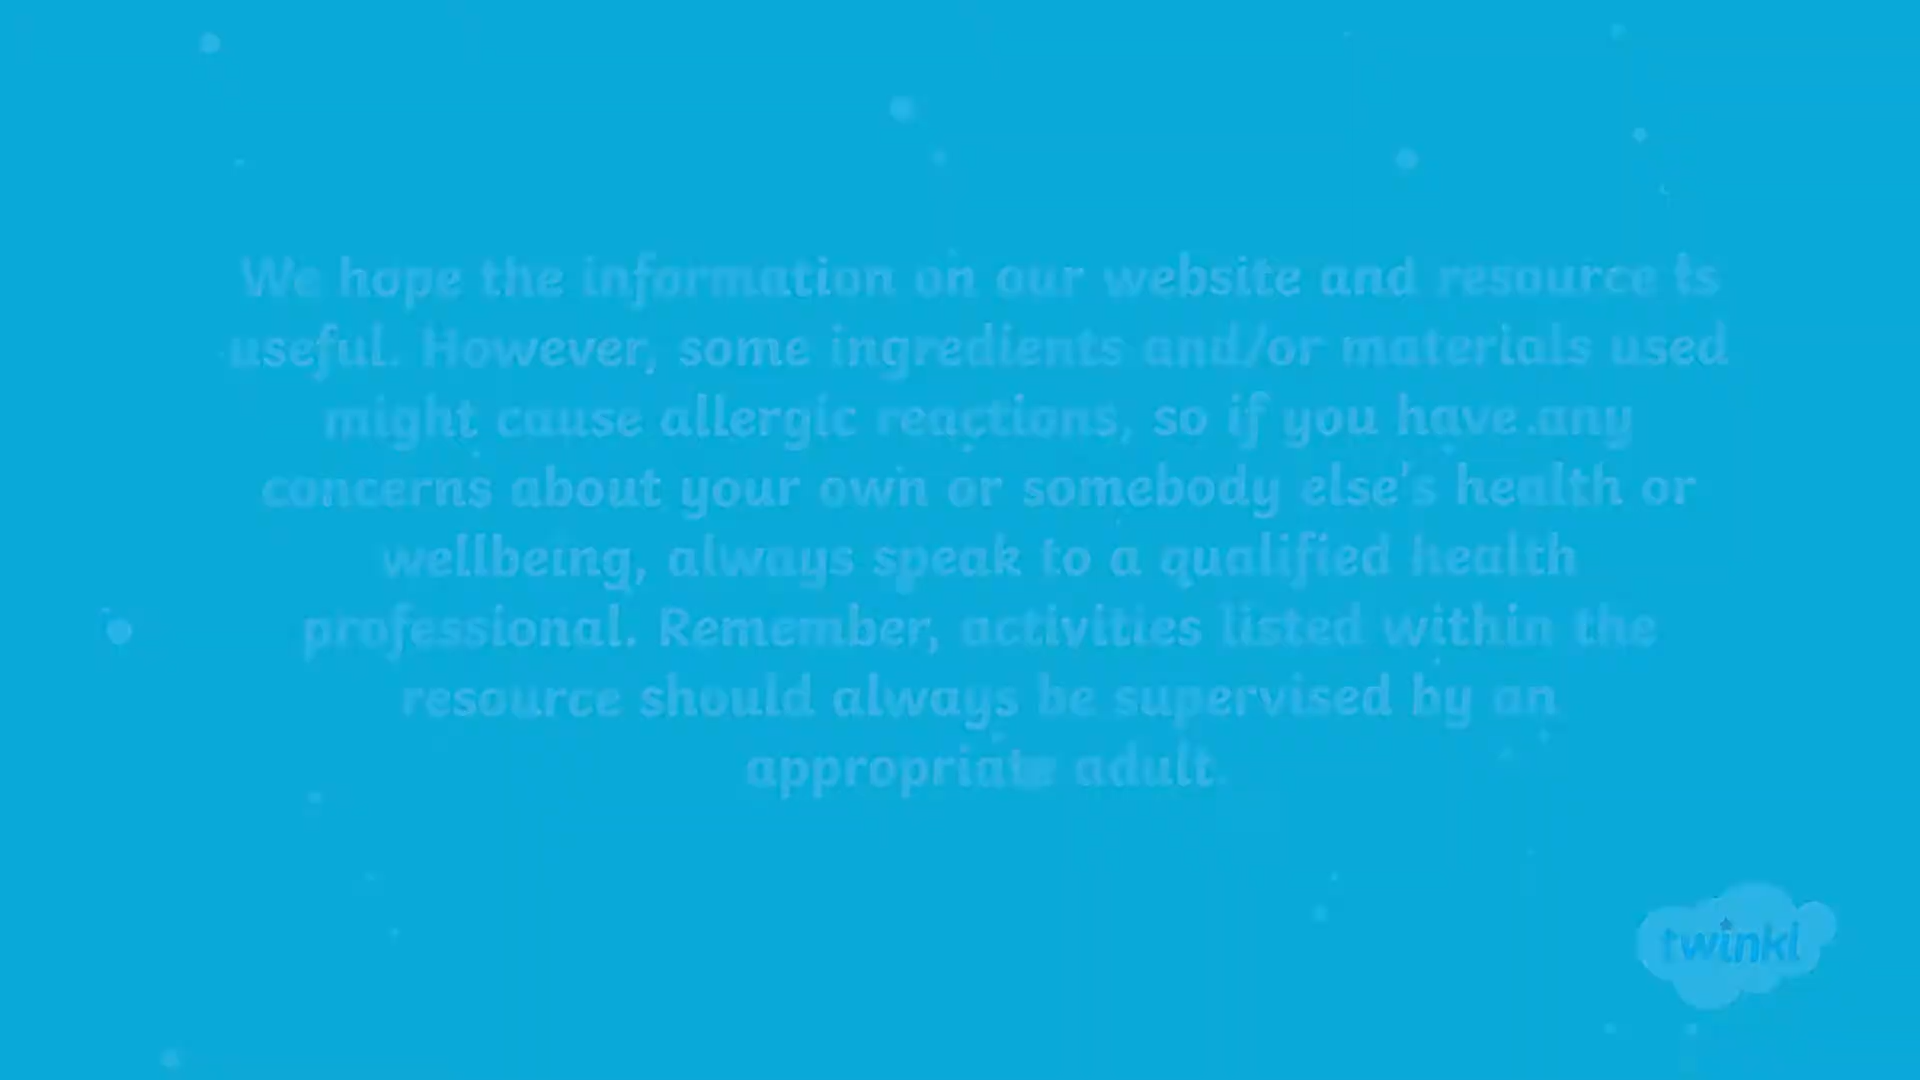 We hope the information on our website and resource is
useful. However, some ingredients and/or materials used
might cause allergic reactions, so if you have any
concerns about your own or somebody else's health or
wellbeing, always speak to a qualified health
professional. Remember, activities listed within the
resource should always be supervised by an
appropriate adult.
twinkl